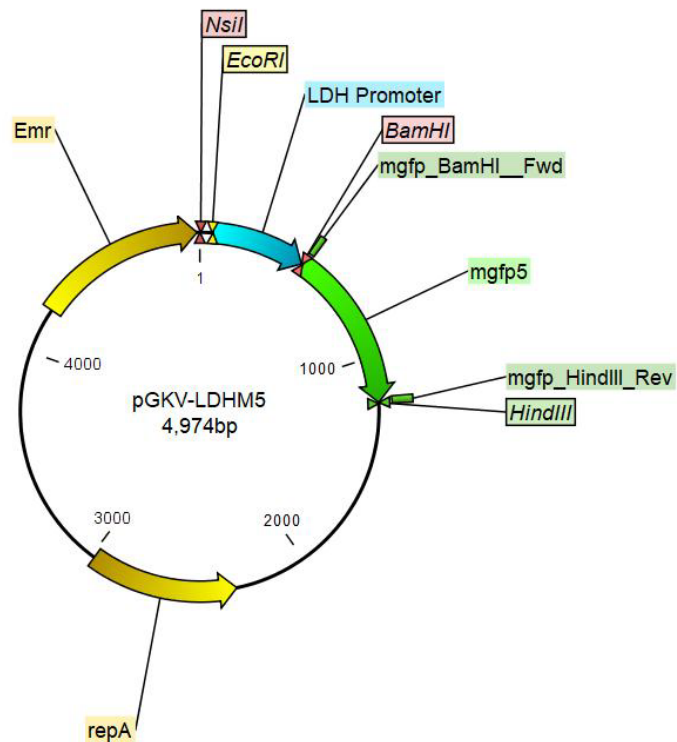 NsiI
EcoRI
LDH Promoter
BamHI
Emr
mgfp_BamHI__Fwd
1
mgfp5
1000
4000
pGKV-LDHM5
4,974bp
mgfp_HindIII_Rev
HindIII
3000
2000
repA